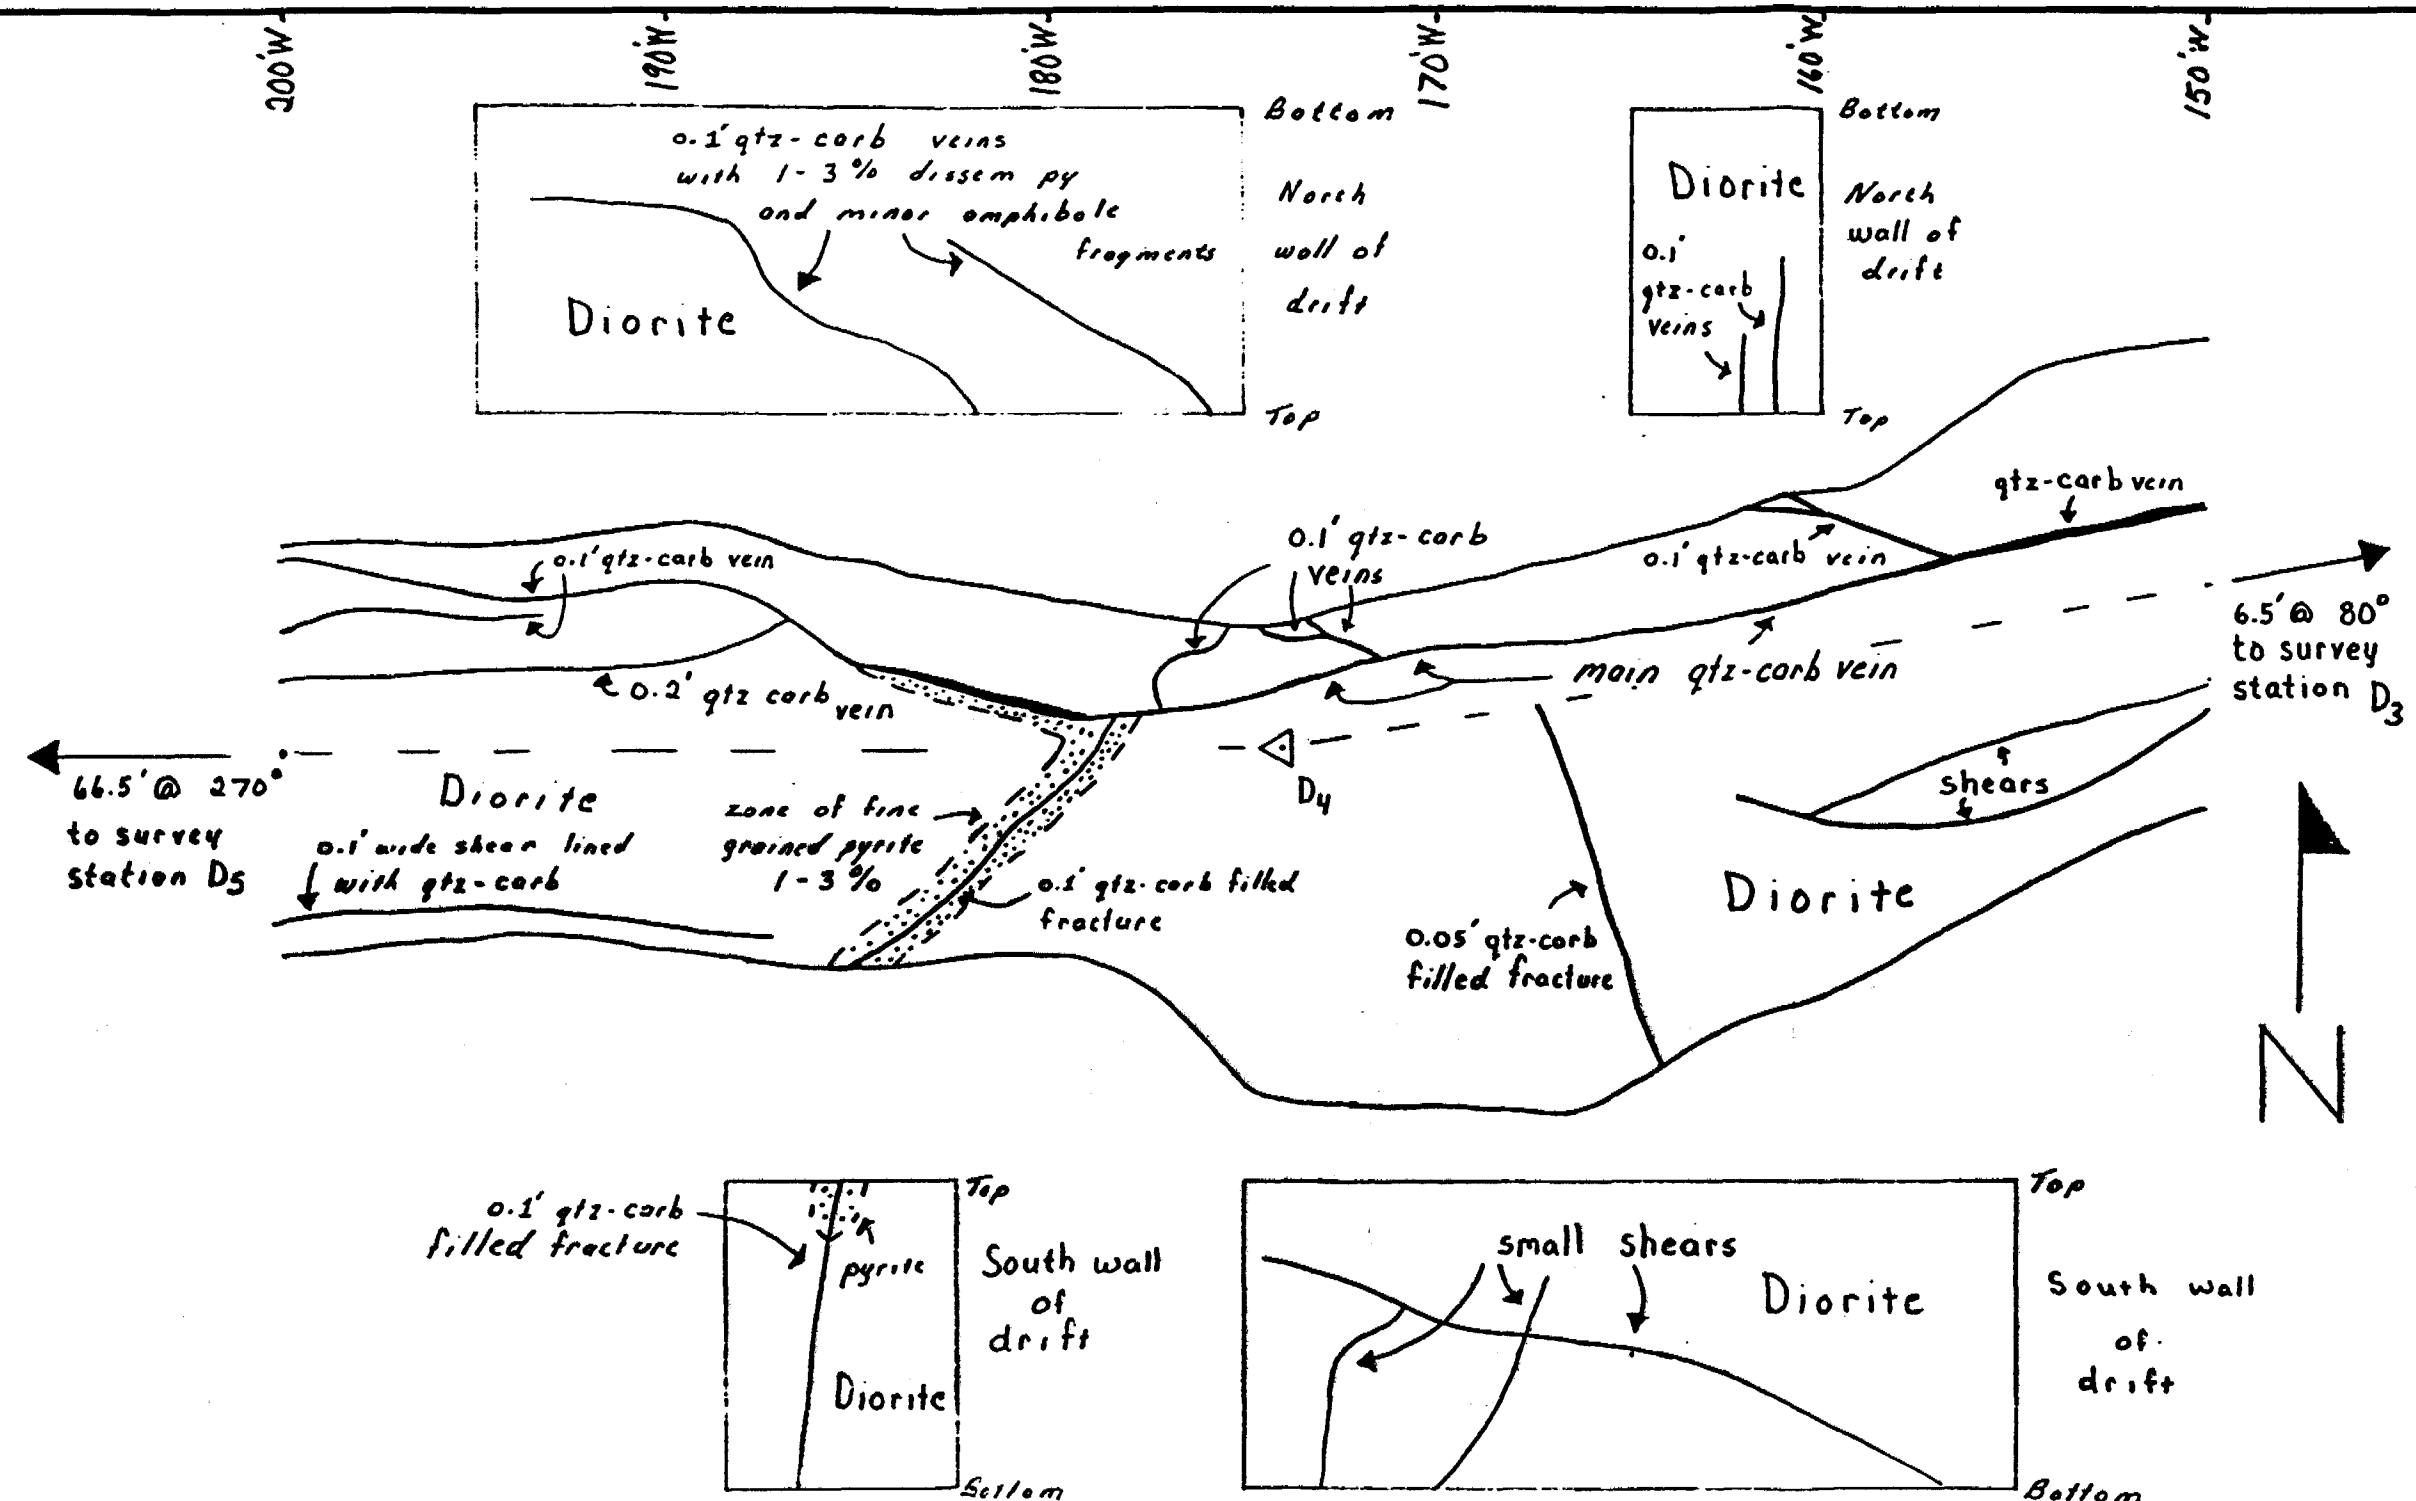 200'W
190'W
180'W
170'W
160'W
150'W
Bottom
0.1' qtz-carb veins
with 1-3% dissem py
and minor amphibole
fragments
Diorite
North
wall of
drift
Top
Bottom
Diorite
North
wall of
drift
0.1'
qtz-carb
veins
Top
qtz-carb vein
0.1' qtz-carb vein
0.1' qtz-carb
veins
0.1' qtz-carb vein
6.5' @ 80°
to survey
station D3
main qtz-carb vein
0.2' qtz carb vein
66.5' @ 270°
to survey
station D5
Diorite
0.1' wide shear lined
with qtz-carb
zone of fine
grained pyrite
1-3%
0.1' qtz-carb filled
fracture
D4
shears
Diorite
0.05' qtz-carb
filled fracture
N
0.1' qtz-carb
filled fracture
Top
pyrite
South wall
of
drift
Diorite
Bottom
Top
small shears
Diorite
South wall
of
drift
Bottom